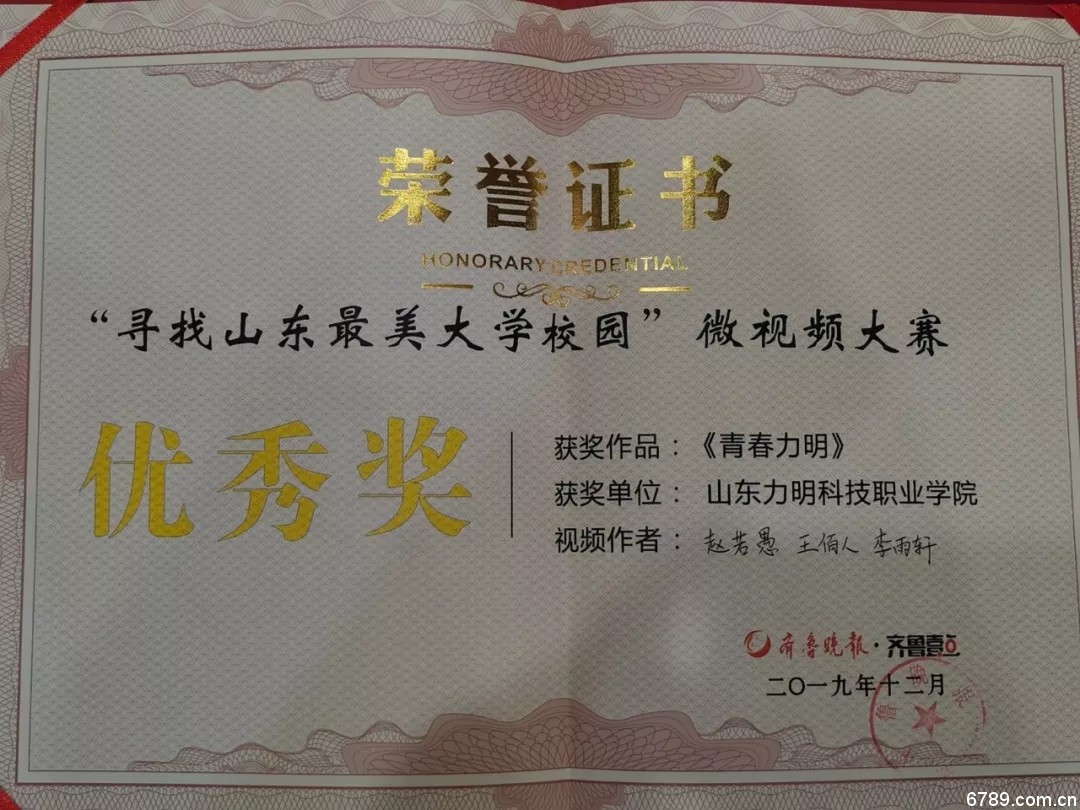 荣誉证书
HONORARY CREDENTIAL
“寻找山东最美大学校园”微视频大赛
优秀奖
获奖作品：《青春力明》
获奖单位：山东力明科技职业学院
视频作者：赵若愚 王佰人 李雨轩
齐鲁晚报·齐鲁壹点
二〇一九年十二月
鲁 晚 报
6789.com.cn